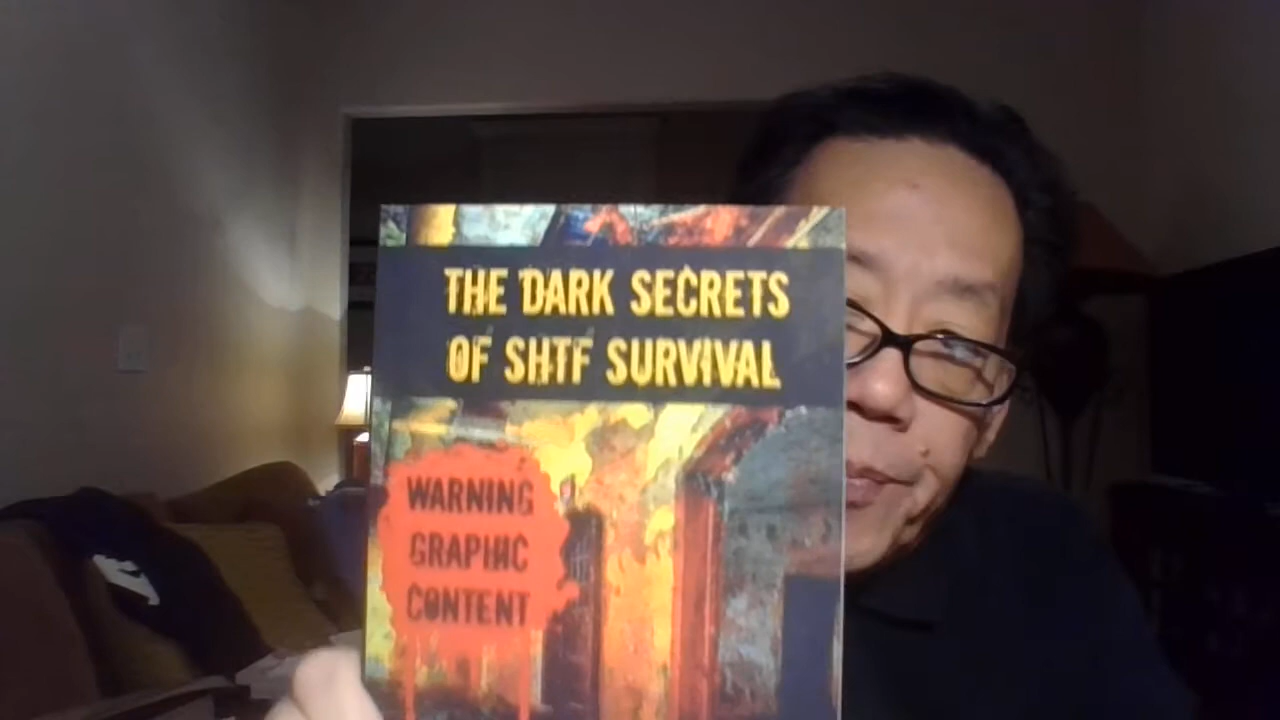 THE DARK SECRETS
OF SHTF SURVIVAL
WARNING
GRAPHIC
CONTENT